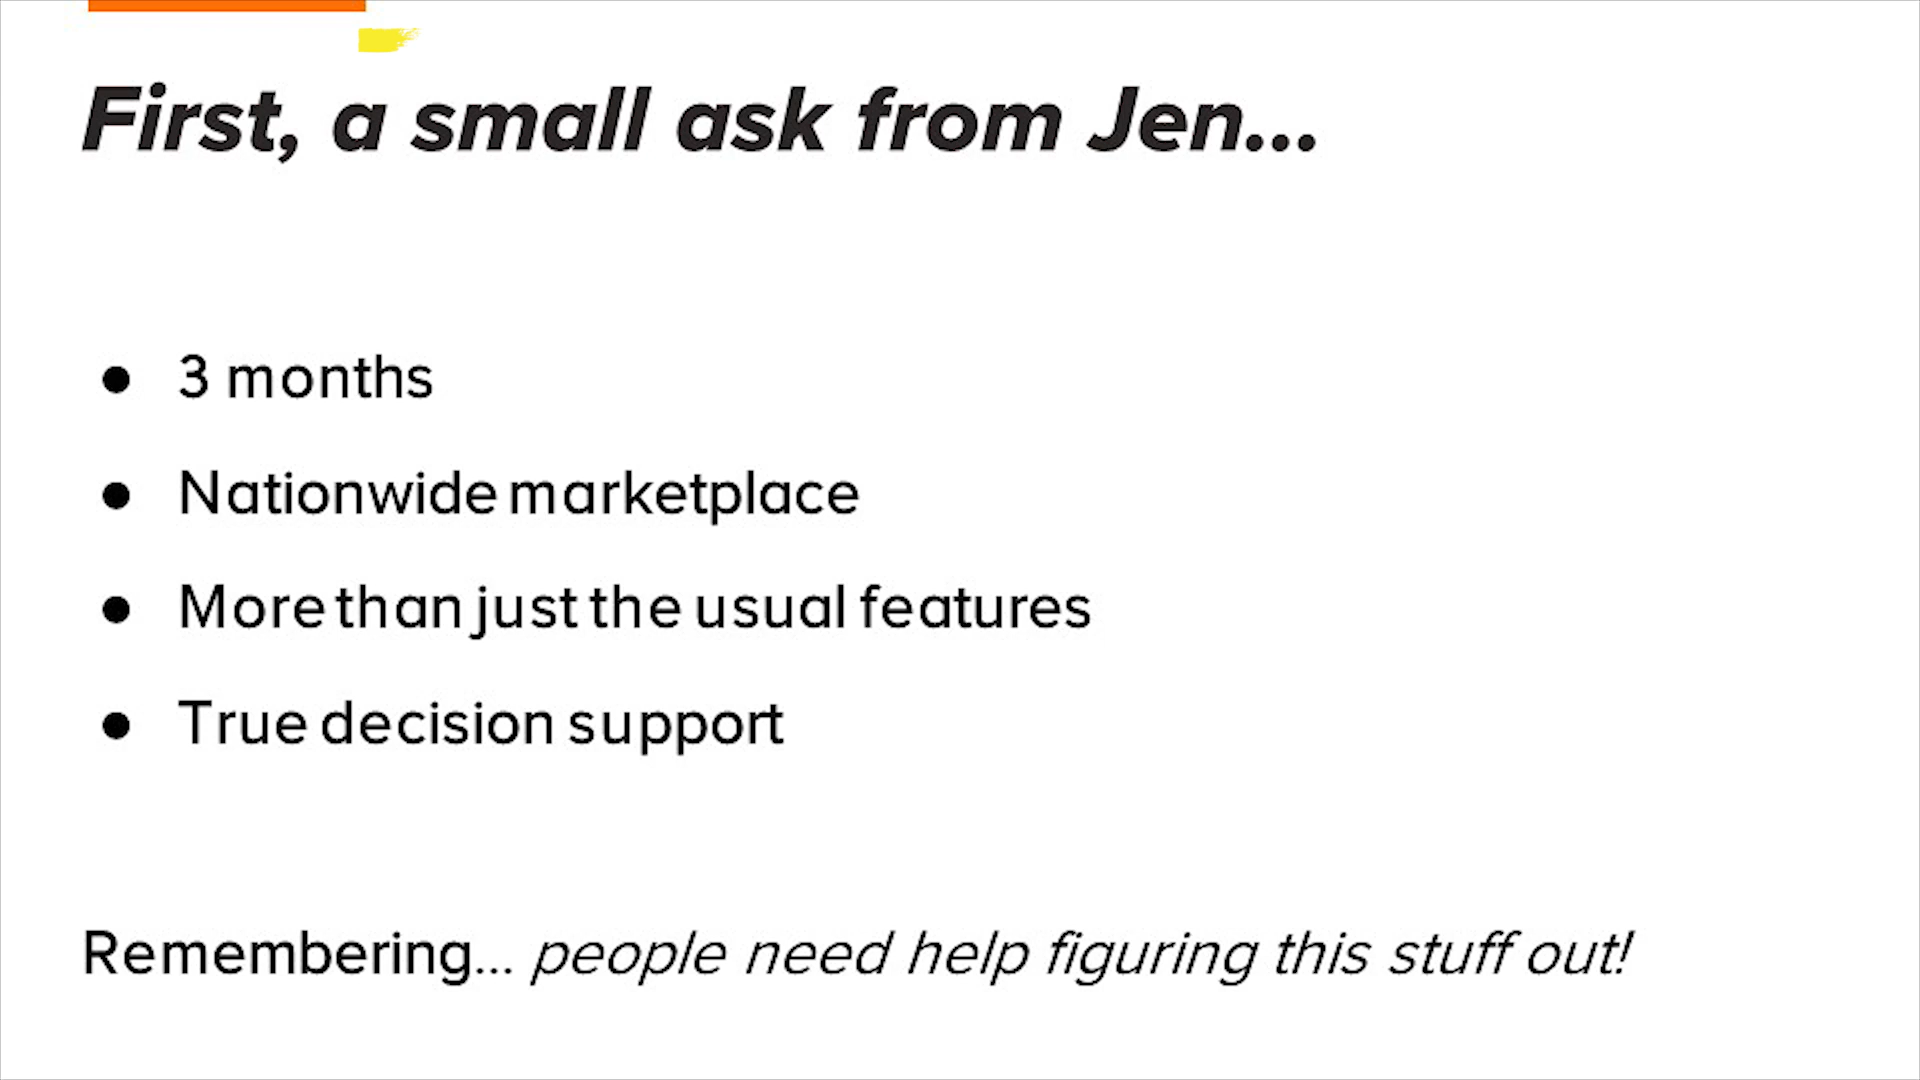 First, a small ask from Jen...
● 3 months
● Nationwide marketplace
● More than just the usual features
● True decision support
Remembering... people need help figuring this stuff out!